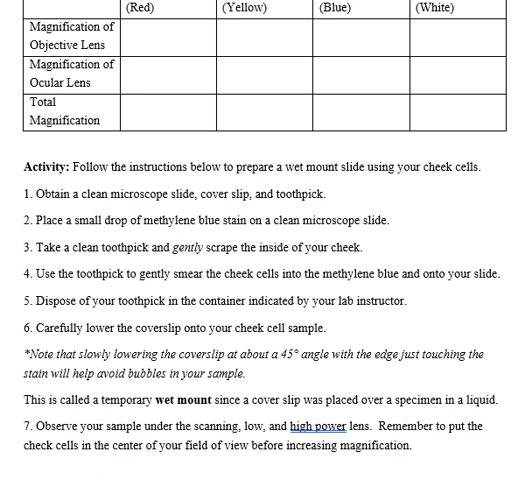 (Red) (Yellow) (Blue) (White)
Magnification of
Objective Lens
Magnification of
Ocular Lens
Total
Magnification
Activity: Follow the instructions below to prepare a wet mount slide using your cheek cells.
1. Obtain a clean microscope slide, cover slip, and toothpick.
2. Place a small drop of methylene blue stain on a clean microscope slide.
3. Take a clean toothpick and gently scrape the inside of your cheek.
4. Use the toothpick to gently smear the cheek cells into the methylene blue and onto your slide.
5. Dispose of your toothpick in the container indicated by your lab instructor.
6. Carefully lower the coverslip onto your cheek cell sample.
*Note that slowly lowering the coverslip at about a 45° angle with the edge just touching the
stain will help avoid bubbles in your sample.
This is called a temporary wet mount since a cover slip was placed over a specimen in a liquid.
7. Observe your sample under the scanning, low, and high power lens. Remember to put the
check cells in the center of your field of view before increasing magnification.